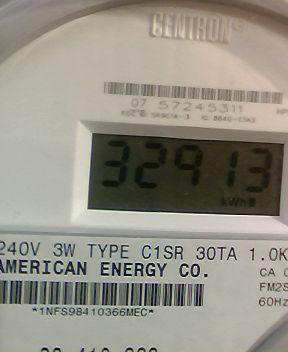 CENTRON
07 57245311
32913
kWh
240V 3W TYPE C1SR 30TA 1.0K
AMERICAN ENERGY CO.
CA
FM2S
60Hz
*1NFS98410366MEC*